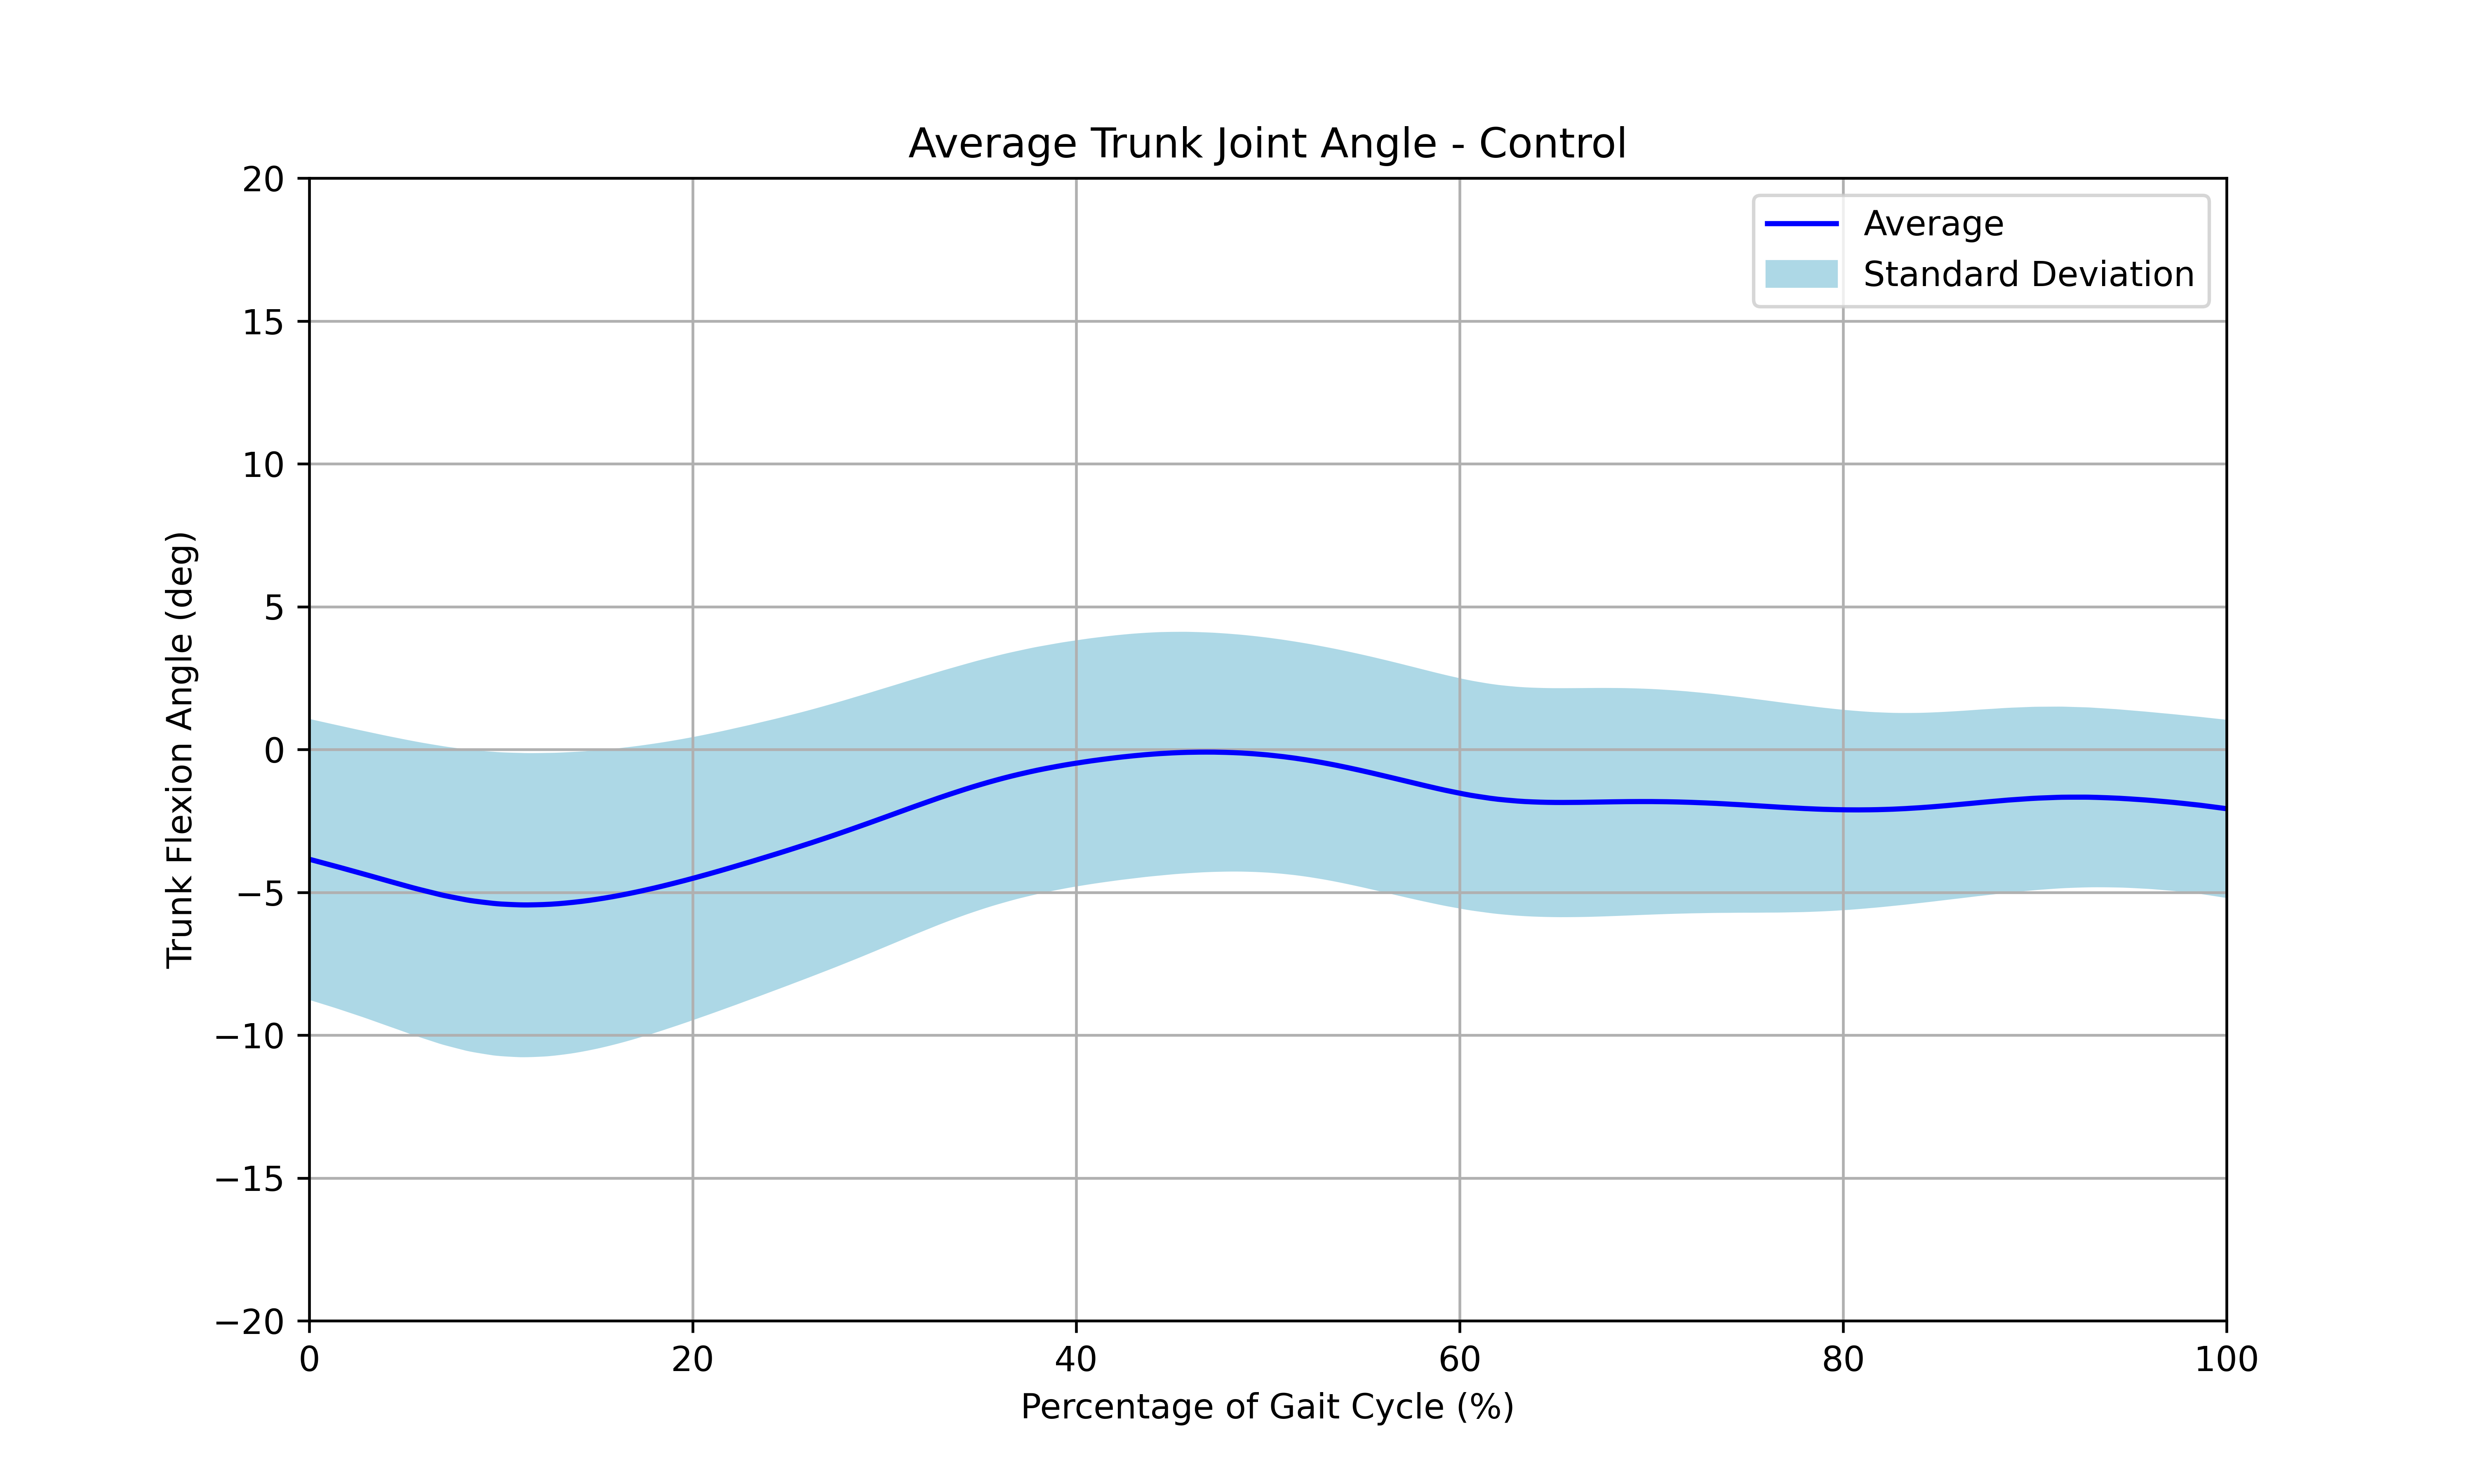 Average Trunk Joint Angle - Control
Average
Standard Deviation
Trunk Flexion Angle (deg)
20
15
10
5
0
−5
−10
−15
−20
0 20 40 60 80 100
Percentage of Gait Cycle (%)